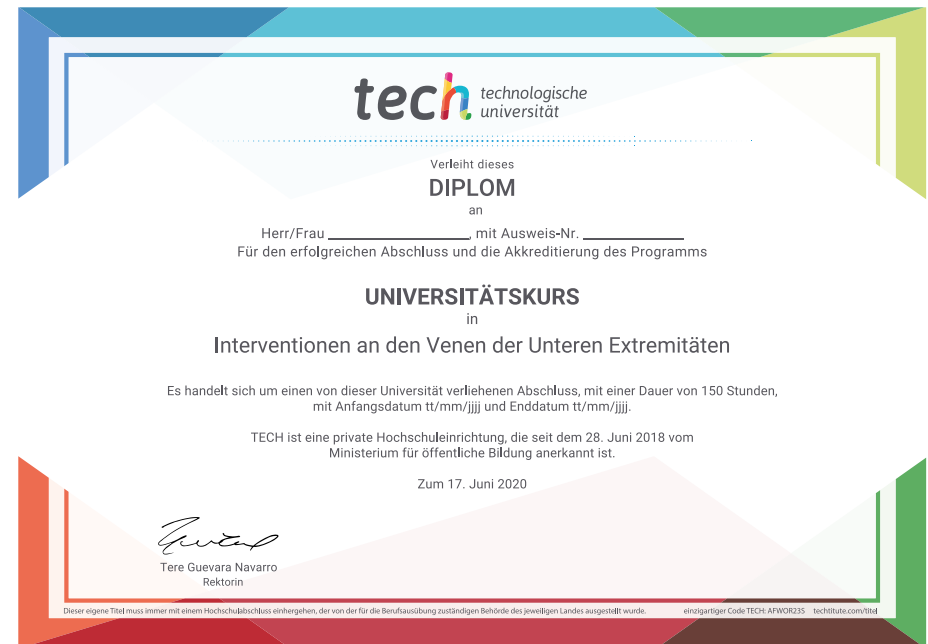 tech technologische
universität
Verleiht dieses
DIPLOM
an
Herr/Frau ____________, mit Ausweis-Nr. ____________
Für den erfolgreichen Abschluss und die Akkreditierung des Programms
UNIVERSITÄTSKURS
in
Interventionen an den Venen der Unteren Extremitäten
Es handelt sich um einen von dieser Universität verliehenen Abschluss, mit einer Dauer von 150 Stunden,
mit Anfangsdatum tt/mm/jjjj und Enddatum tt/mm/jjjj.
TECH ist eine private Hochschuleinrichtung, die seit dem 28. Juni 2018 vom
Ministerium für öffentliche Bildung anerkannt ist.
Zum 17. Juni 2020
Tere Guevara Navarro
Rektorin
Dieser eigene Titel muss immer mit einem Hochschulabschluss einhergehen, der von der für die Berufsausübung zuständigen Behörde des jeweiligen Landes ausgestellt wurde. einzigartiger Code TECH: AFWOR23S techtitute.com/titel